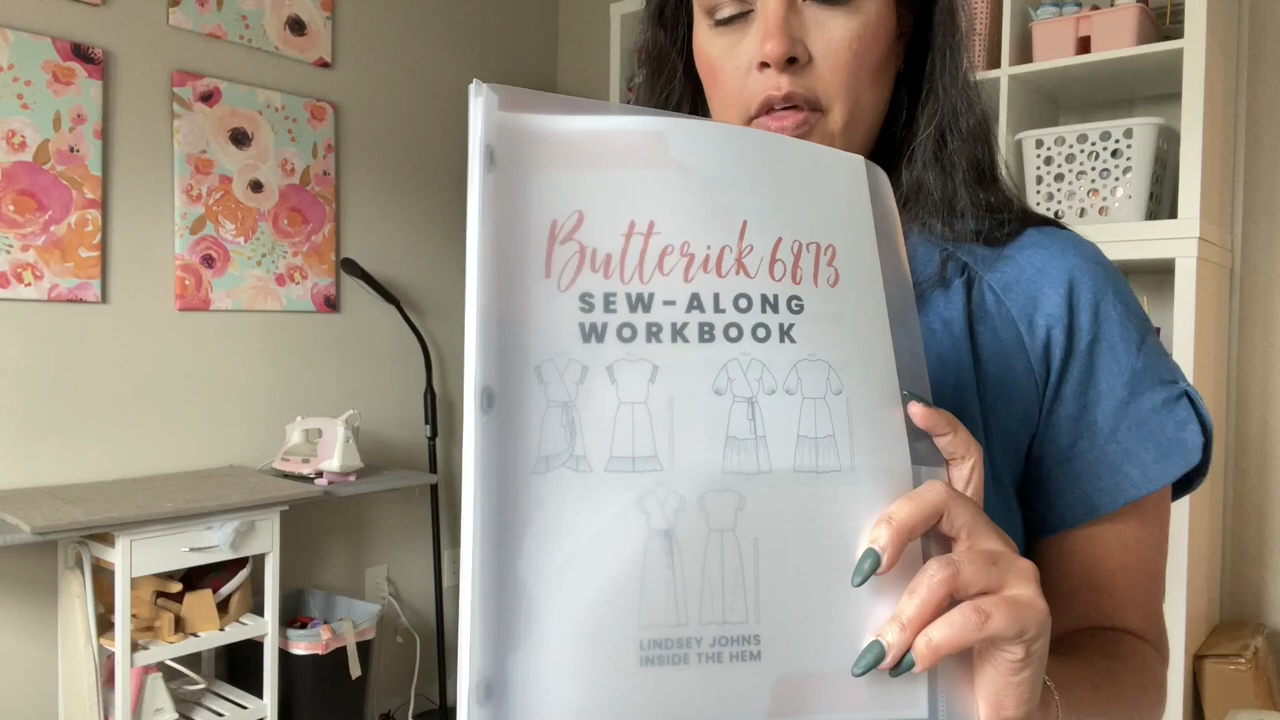 Butterick 6873
SEW-ALONG
WORKBOOK
LINDSEY JOHNS
INSIDE THE HEM